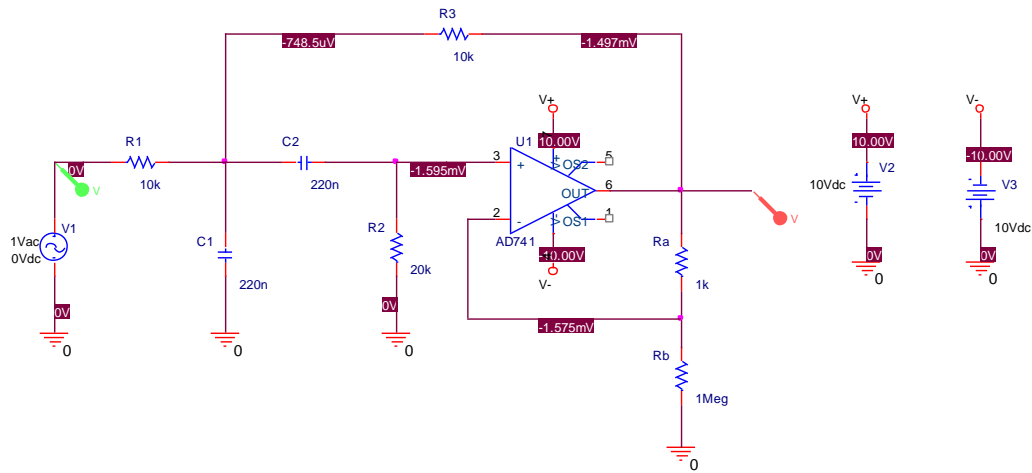 R3
-748.5uV
-1.497mV
10k
V+
V+
V-
R1
C2
U1
10.00V
5
10.00V
-10.00V
0V
3
+
V+
OS2
V2
V3
10k
220n
-1.595mV
OUT
6
10Vdc
V
V
2
-
V-
OS1
1
V1
1Vac
0Vdc
C1
R2
AD741
Ra
10Vdc
-10.00V
0V
0V
220n
20k
V-
1k
0
0
0V
0V
-1.575mV
0
0
0
Rb
1Meg
0